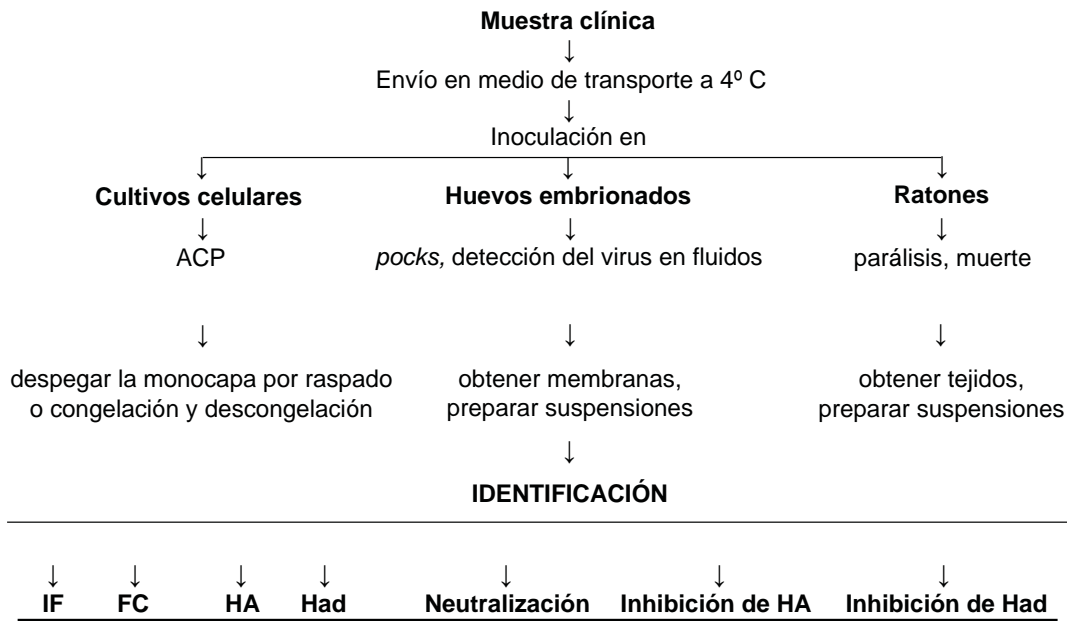 Muestra clínica
↓
Envío en medio de transporte a 4º C
↓
Inoculación en
↓ ↓ ↓
Cultivos celulares Huevos embrionados Ratones
↓ ↓ ↓
ACP pocks, detección del virus en fluidos parálisis, muerte
↓ ↓ ↓
despegar la monocapa por raspado obtener membranas, obtener tejidos,
o congelación y descongelación preparar suspensiones preparar suspensiones
↓
IDENTIFICACIÓN
↓ ↓ ↓ ↓ ↓ ↓ ↓
IF FC HA Had Neutralización Inhibición de HA Inhibición de Had